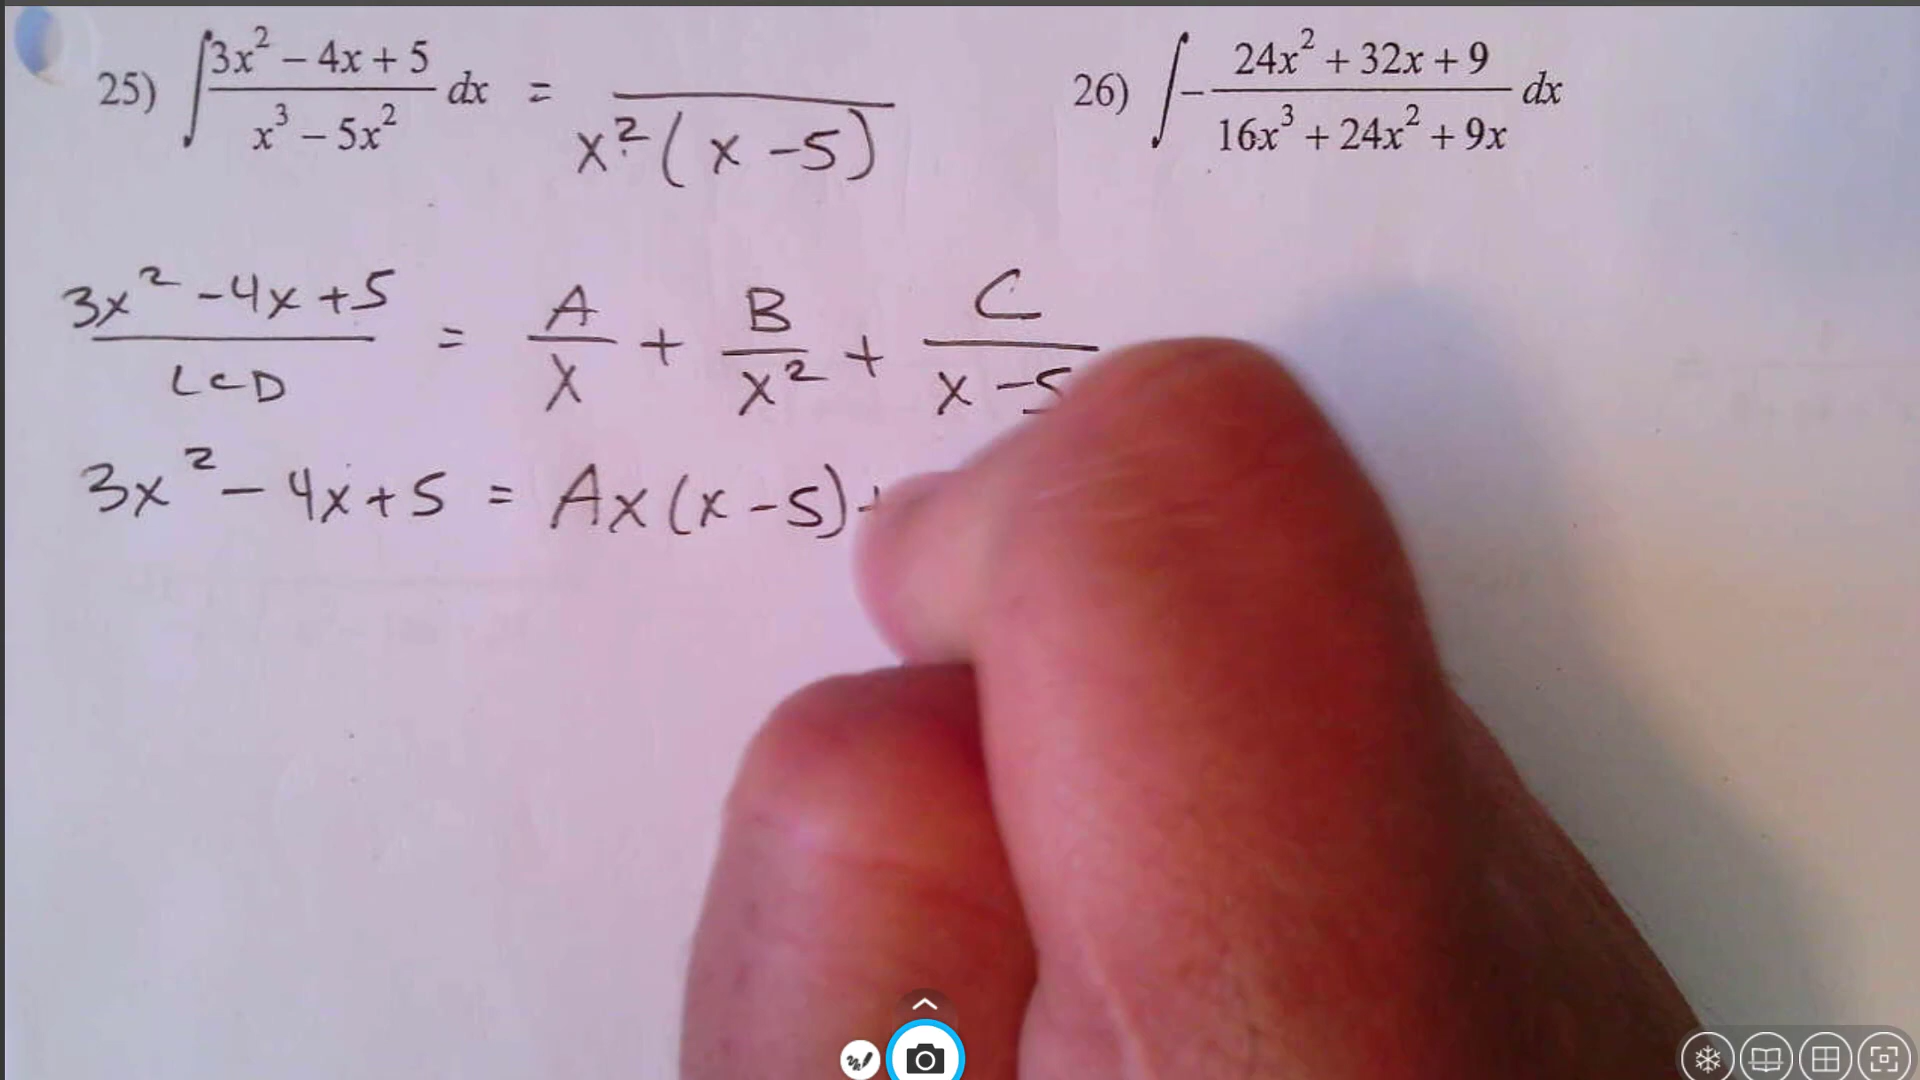 25) ∫ (3x² − 4x + 5)/(x³ − 5x²) dx = ———/(x²(x − 5))
26) ∫ − (24x² + 32x + 9)/(16x³ + 24x² + 9x) dx
(3x² − 4x + 5)/LCD = A/x + B/x² + C/(x − 5)
3x² − 4x + 5 = Ax(x − 5) +